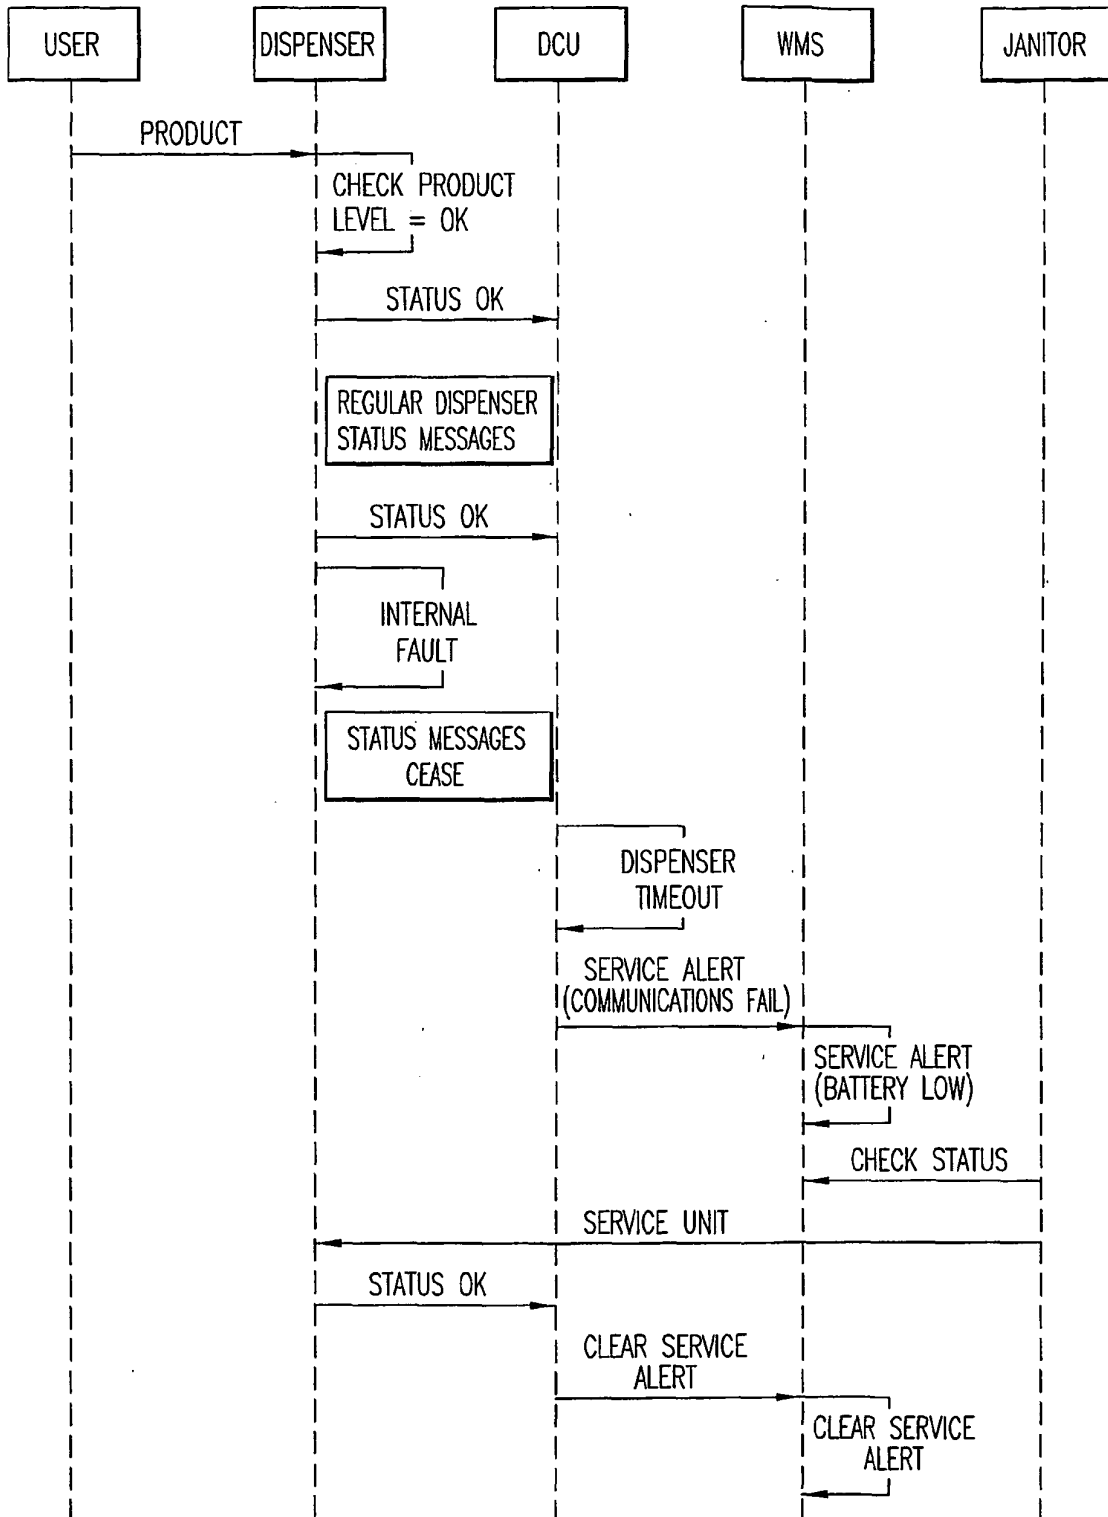 USER
DISPENSER
DCU
WMS
JANITOR
PRODUCT
CHECK PRODUCT
LEVEL = OK
STATUS OK
REGULAR DISPENSER
STATUS MESSAGES
STATUS OK
INTERNAL
FAULT
STATUS MESSAGES
CEASE
DISPENSER
TIMEOUT
SERVICE ALERT
(COMMUNICATIONS FAIL)
SERVICE ALERT
(BATTERY LOW)
CHECK STATUS
SERVICE UNIT
STATUS OK
CLEAR SERVICE
ALERT
CLEAR SERVICE
ALERT